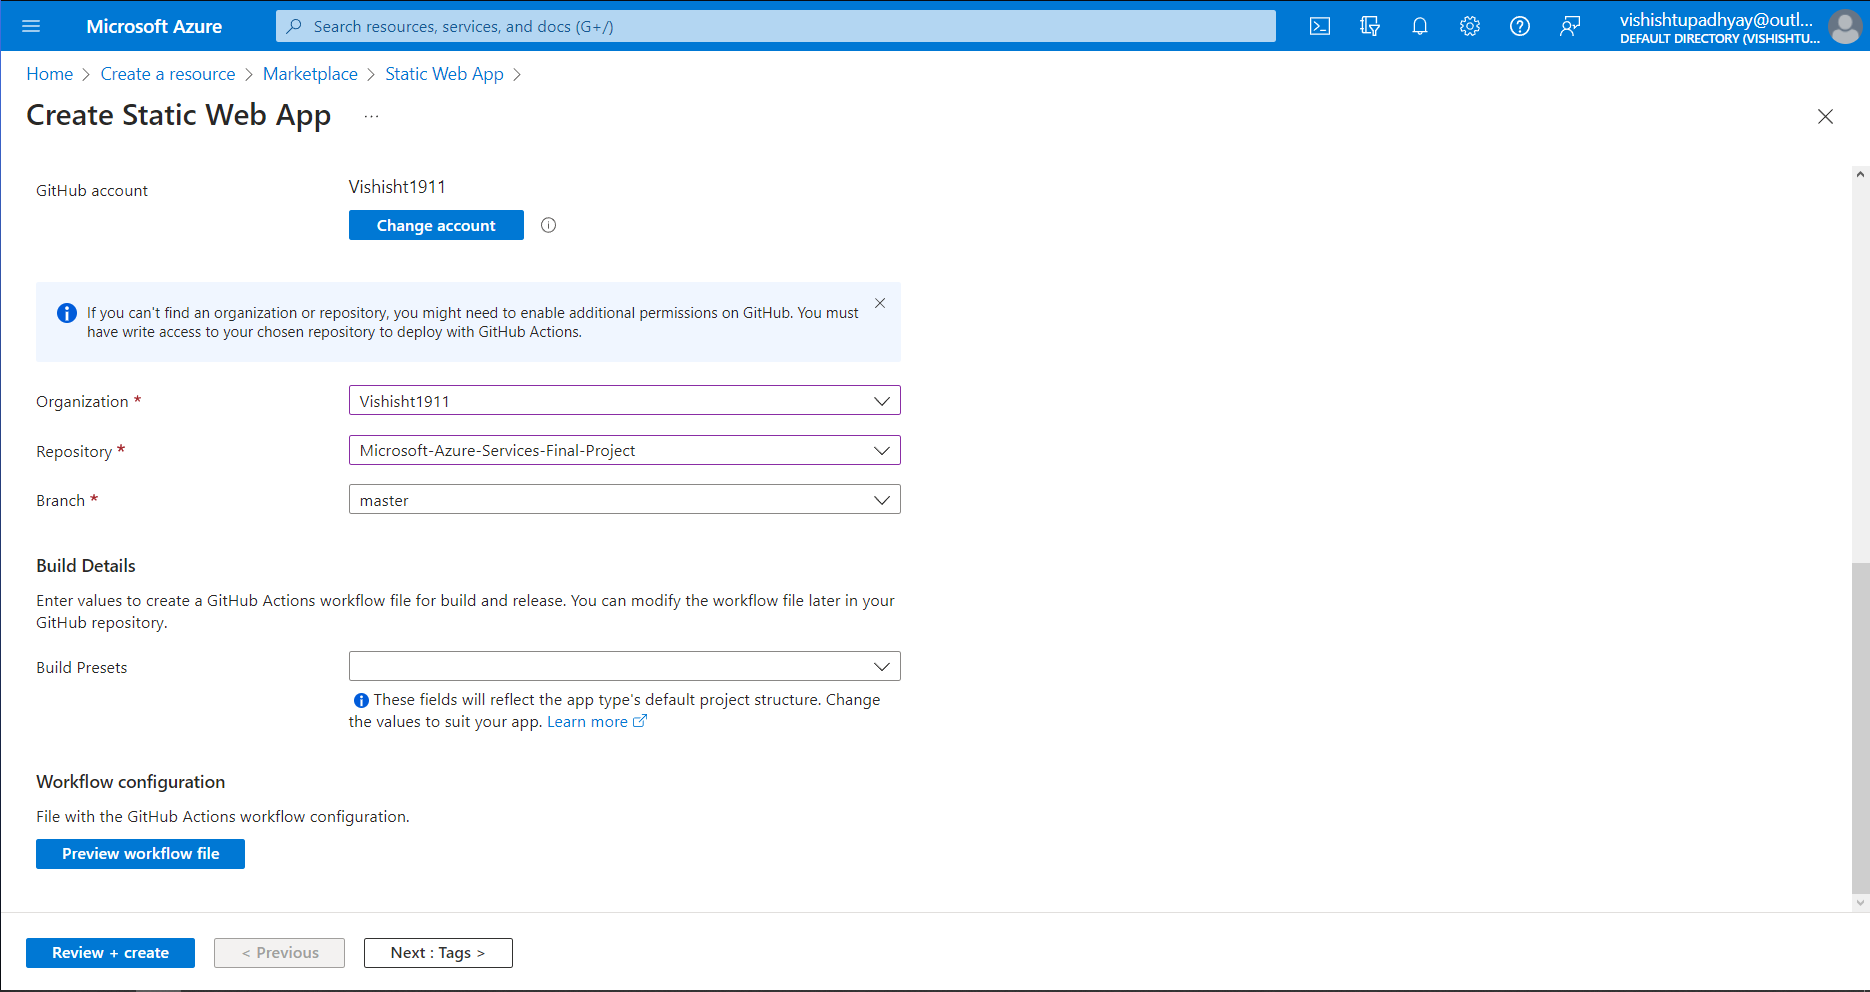 Microsoft Azure
Search resources, services, and docs (G+/)
vishishtupadhyay@outl...
DEFAULT DIRECTORY (VISHISHTU...
Home > Create a resource > Marketplace > Static Web App >
Create Static Web App ...
GitHub account
Vishisht1911
Change account
If you can't find an organization or repository, you might need to enable additional permissions on GitHub. You must
have write access to your chosen repository to deploy with GitHub Actions.
Organization *
Vishisht1911
Repository *
Microsoft-Azure-Services-Final-Project
Branch *
master
Build Details
Enter values to create a GitHub Actions workflow file for build and release. You can modify the workflow file later in your
GitHub repository.
Build Presets
These fields will reflect the app type's default project structure. Change
the values to suit your app. Learn more
Workflow configuration
File with the GitHub Actions workflow configuration.
Preview workflow file
Review + create
< Previous
Next : Tags >